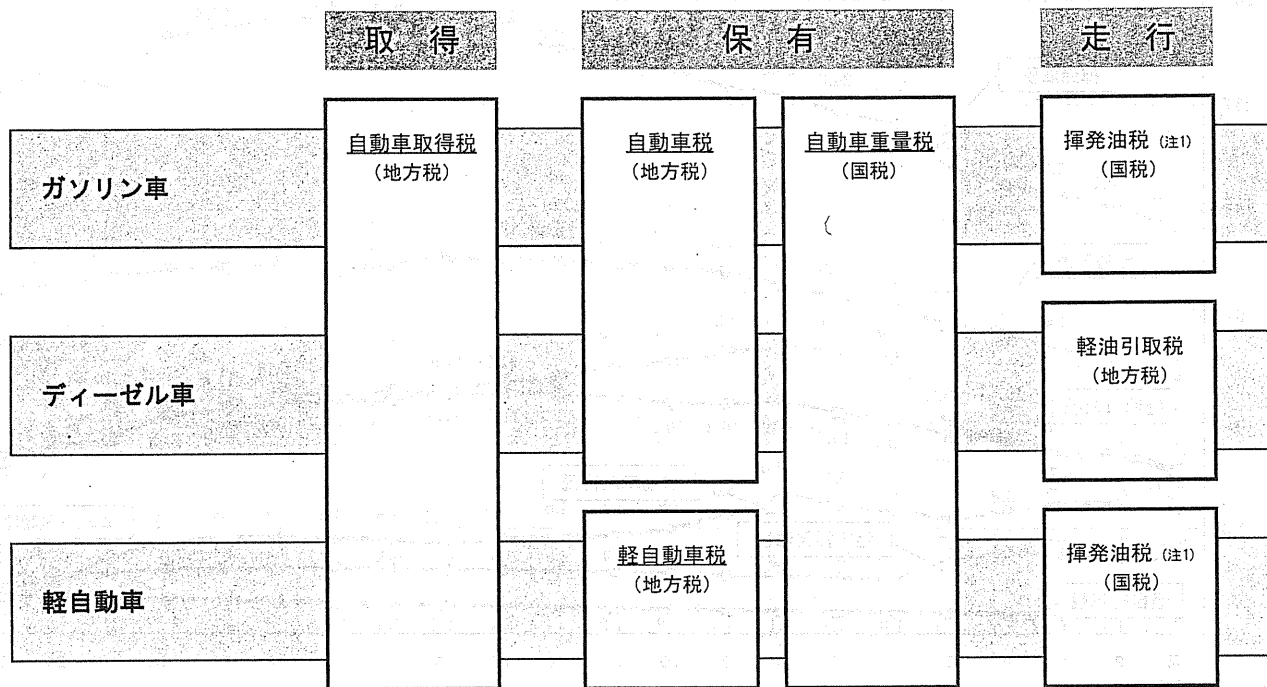 取得
保有
走行
ガソリン車
自動車取得税
(地方税)
自動車税
(地方税)
自動車重量税
(国税)
揮発油税 (注1)
(国税)
ディーゼル車
軽油引取税
(地方税)
軽自動車
軽自動車税
(地方税)
揮発油税 (注1)
(国税)